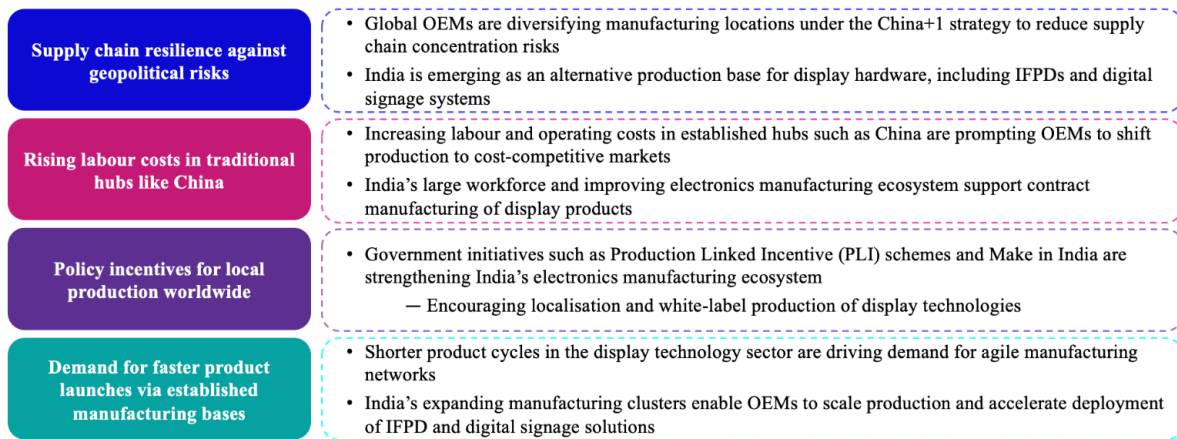 Supply chain resilience against
geopolitical risks
• Global OEMs are diversifying manufacturing locations under the China+1 strategy to reduce supply
chain concentration risks
• India is emerging as an alternative production base for display hardware, including IFPDs and digital
signage systems
Rising labour costs in traditional
hubs like China
• Increasing labour and operating costs in established hubs such as China are prompting OEMs to shift
production to cost-competitive markets
• India’s large workforce and improving electronics manufacturing ecosystem support contract
manufacturing of display products
Policy incentives for local
production worldwide
• Government initiatives such as Production Linked Incentive (PLI) schemes and Make in India are
strengthening India’s electronics manufacturing ecosystem
— Encouraging localisation and white-label production of display technologies
Demand for faster product
launches via established
manufacturing bases
• Shorter product cycles in the display technology sector are driving demand for agile manufacturing
networks
• India’s expanding manufacturing clusters enable OEMs to scale production and accelerate deployment
of IFPD and digital signage solutions